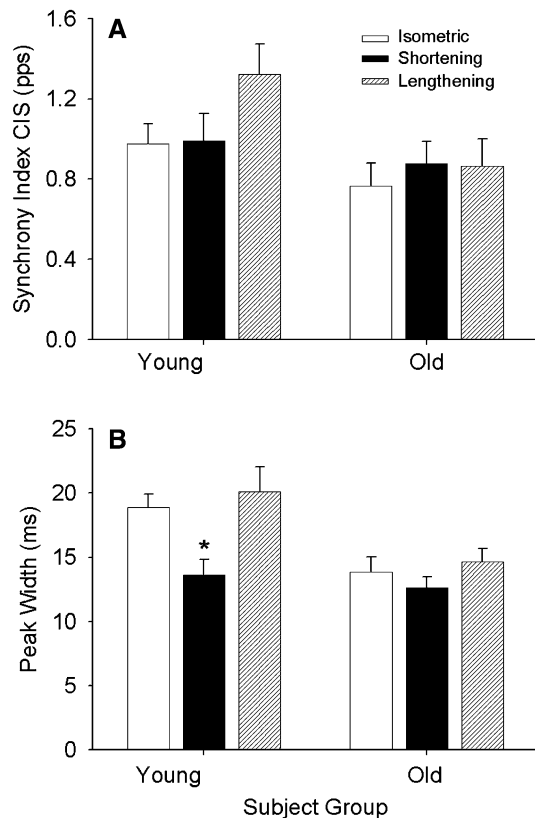 A
Isometric
Shortening
Lengthening
Synchrony Index CIS (pps)
1.6
1.2
0.8
0.4
0.0
Young Old
B
Peak Width (ms)
25
20
15
10
5
0
*
Young Old
Subject Group